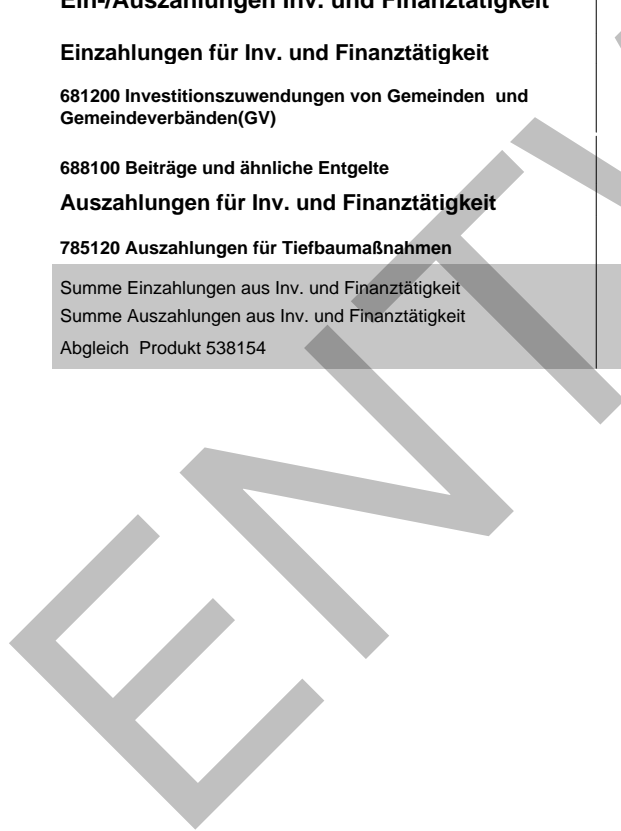 Ein-/Auszahlungen Inv. und Finanztätigkeit
Einzahlungen für Inv. und Finanztätigkeit
681200 Investitionszuwendungen von Gemeinden und
Gemeindeverbänden(GV)
688100 Beiträge und ähnliche Entgelte
Auszahlungen für Inv. und Finanztätigkeit
785120 Auszahlungen für Tiefbaumaßnahmen
Summe Einzahlungen aus Inv. und Finanztätigkeit
Summe Auszahlungen aus Inv. und Finanztätigkeit
Abgleich Produkt 538154